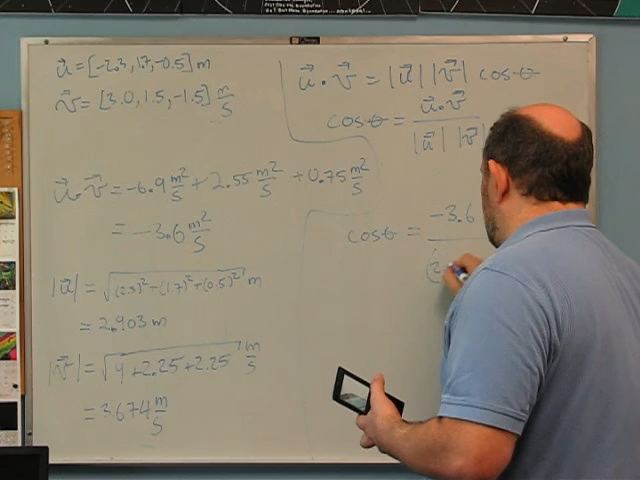 u⃗ = [-2.3, 1.7, -0.5] m
v⃗ = [3.0, 1.5, -1.5] m/s
u⃗ · v⃗ = -6.9 m²/s + 2.55 m²/s + 0.75 m²/s
= -3.6 m²/s
|u⃗| = √((2.3)² + (1.7)² + (0.5)²) m
= 2.903 m
|v⃗| = √(9 + 2.25 + 2.25) m/s
= 3.674 m/s
u⃗ · v⃗ = |u⃗| |v⃗| cos θ
cos θ = u⃗ · v⃗ / |u⃗| |v⃗|
cos θ = -3.6 / (2